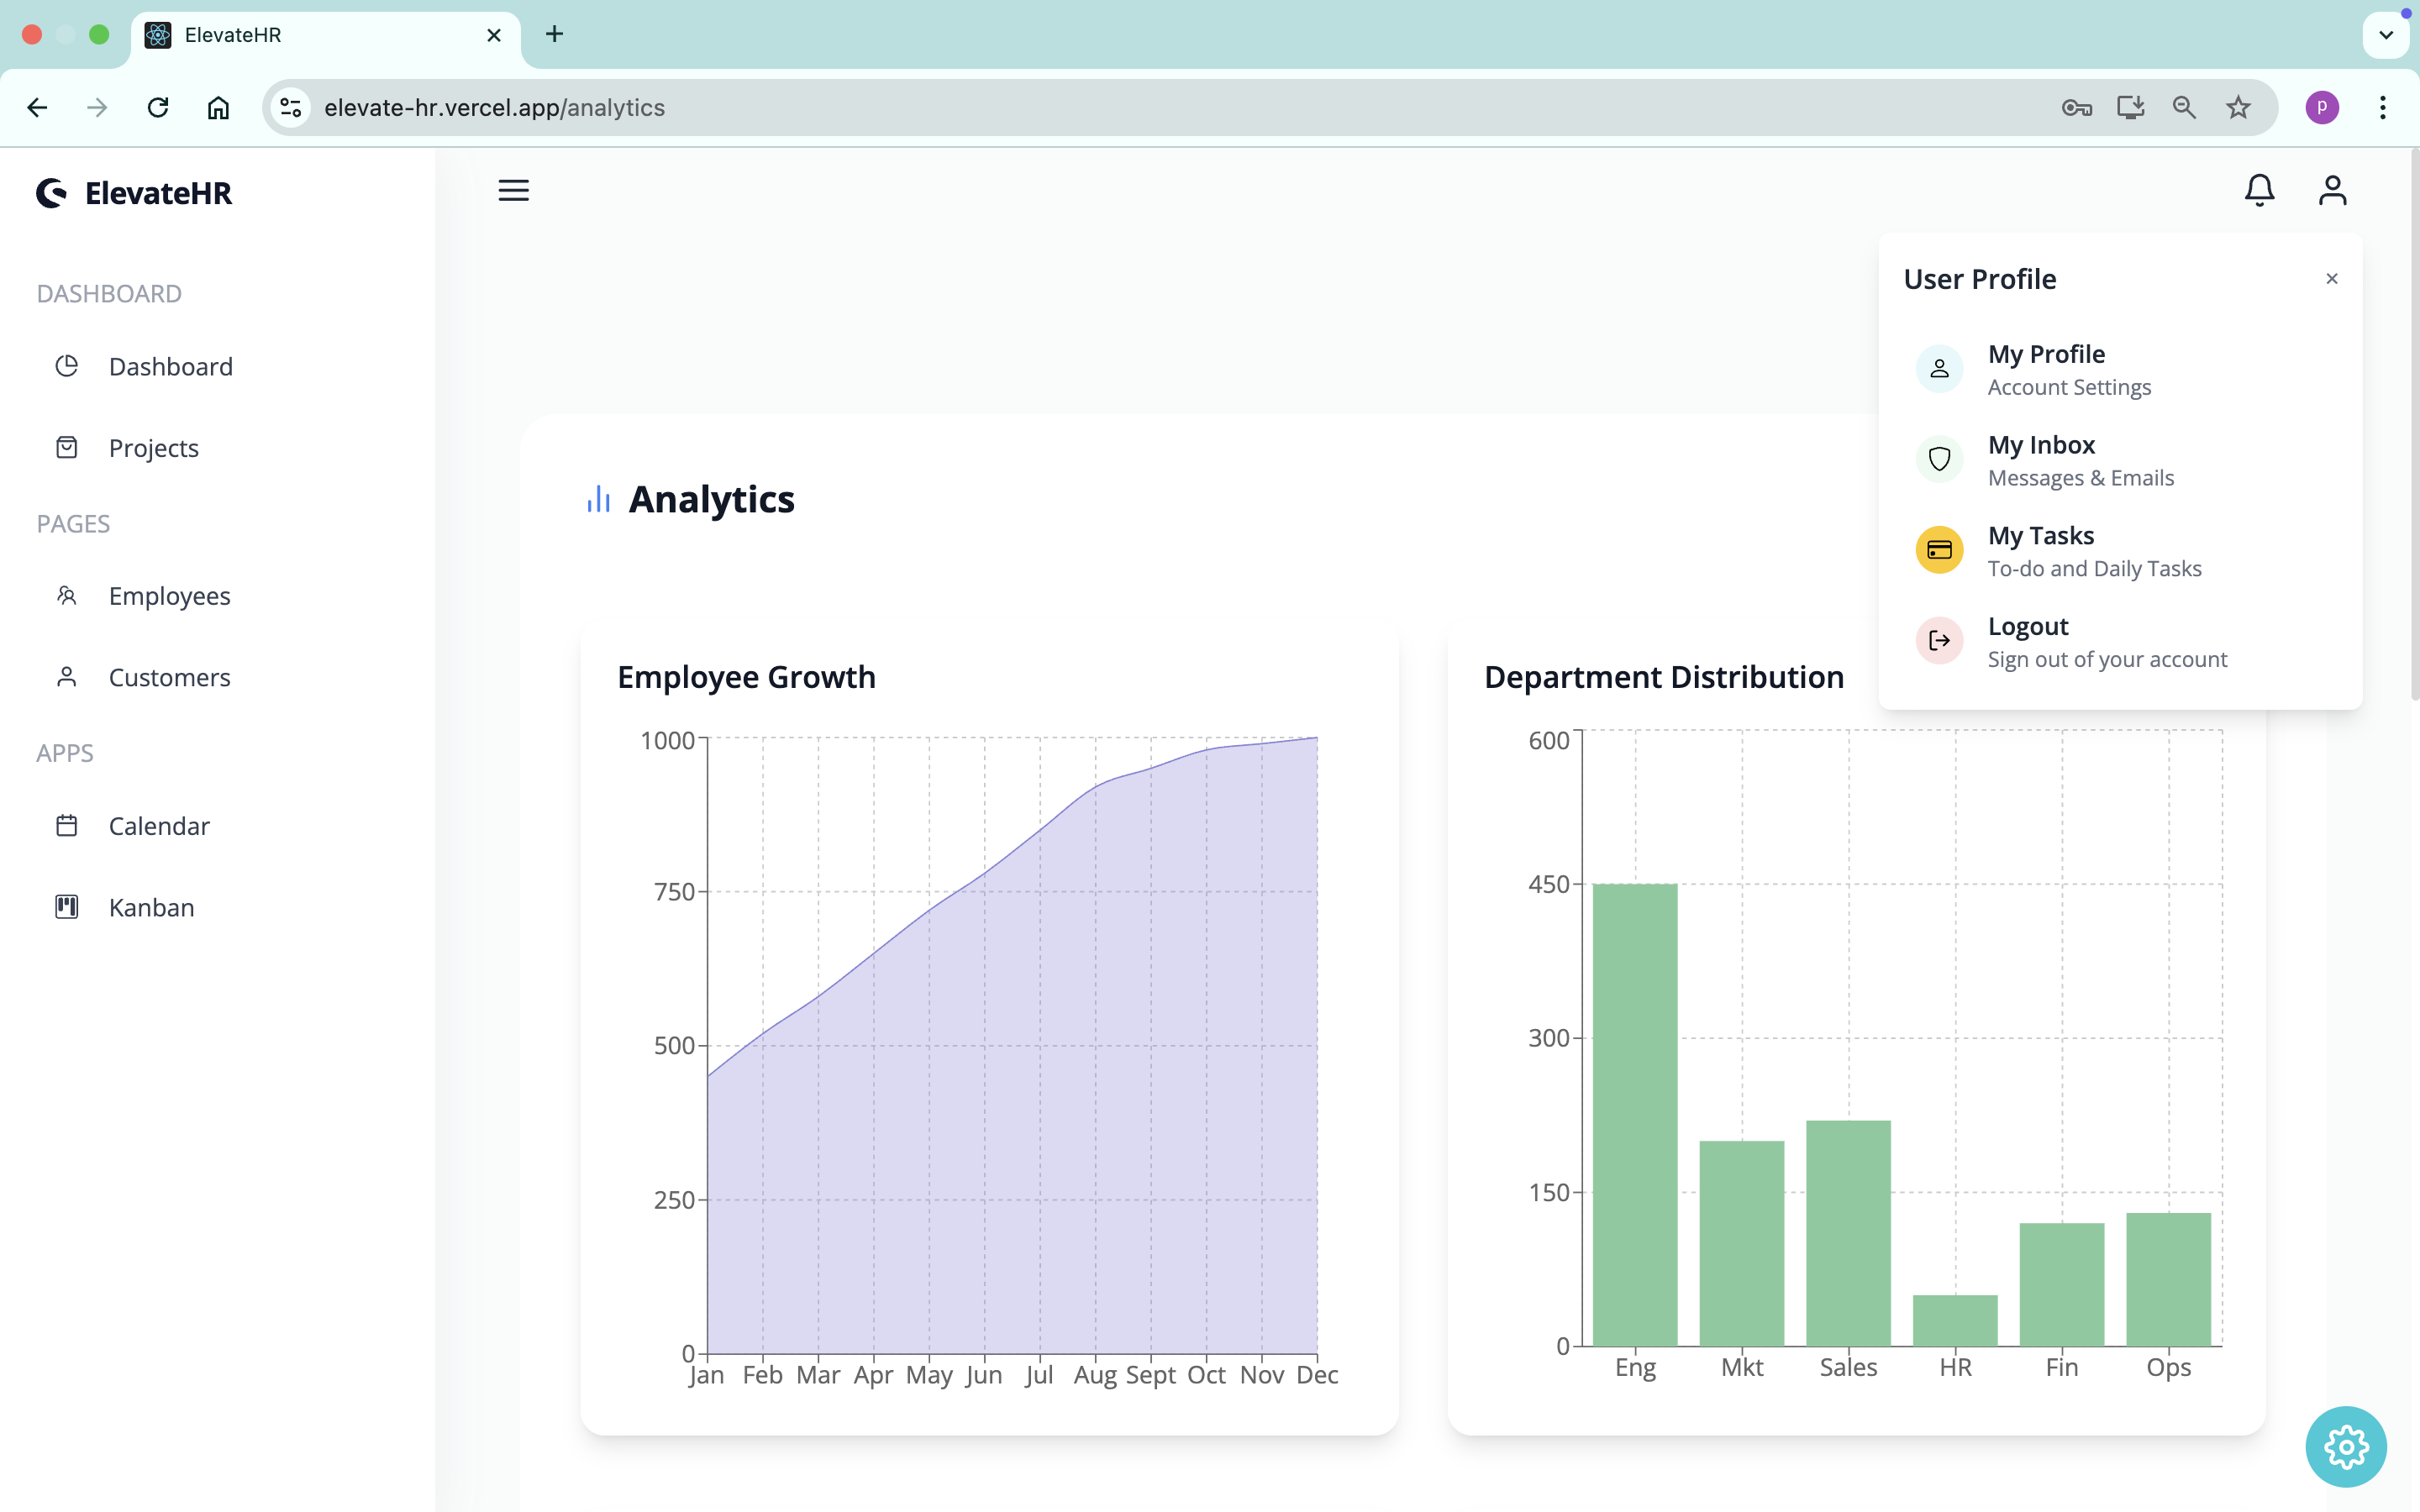 ElevateHR
elevate-hr.vercel.app/analytics
p
ElevateHR
DASHBOARD
Dashboard
Projects
PAGES
Employees
Customers
APPS
Calendar
Kanban
User Profile
My Profile
Account Settings
My Inbox
Messages & Emails
My Tasks
To-do and Daily Tasks
Logout
Sign out of your account
Analytics
Employee Growth
1000
750
500
250
0
Jan Feb Mar Apr May Jun Jul Aug Sept Oct Nov Dec
Department Distribution
600
450
300
150
0
Eng Mkt Sales HR Fin Ops